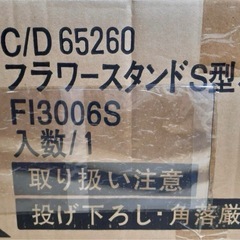 C/D 65260
フラワースタンドS型
FI3006S
入数/1
取り扱い注意
投げ下ろし・角落厳